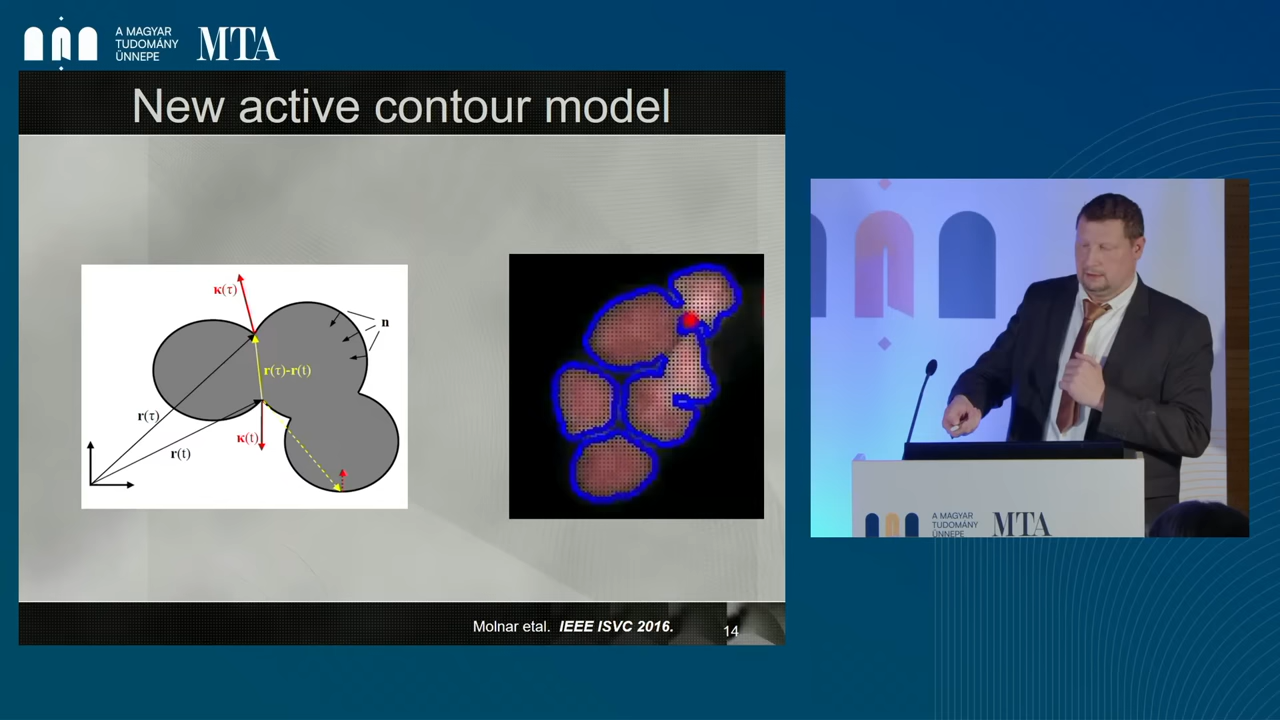 A MAGYAR
TUDOMÁNY
ÜNNEPE
MTA
New active contour model
κ(τ)
n
r(τ)-r(t)
r(τ)
κ(t)
r(t)
Molnar etal. IEEE ISVC 2016.
14
A MAGYAR
TUDOMÁNY
ÜNNEPE
MTA